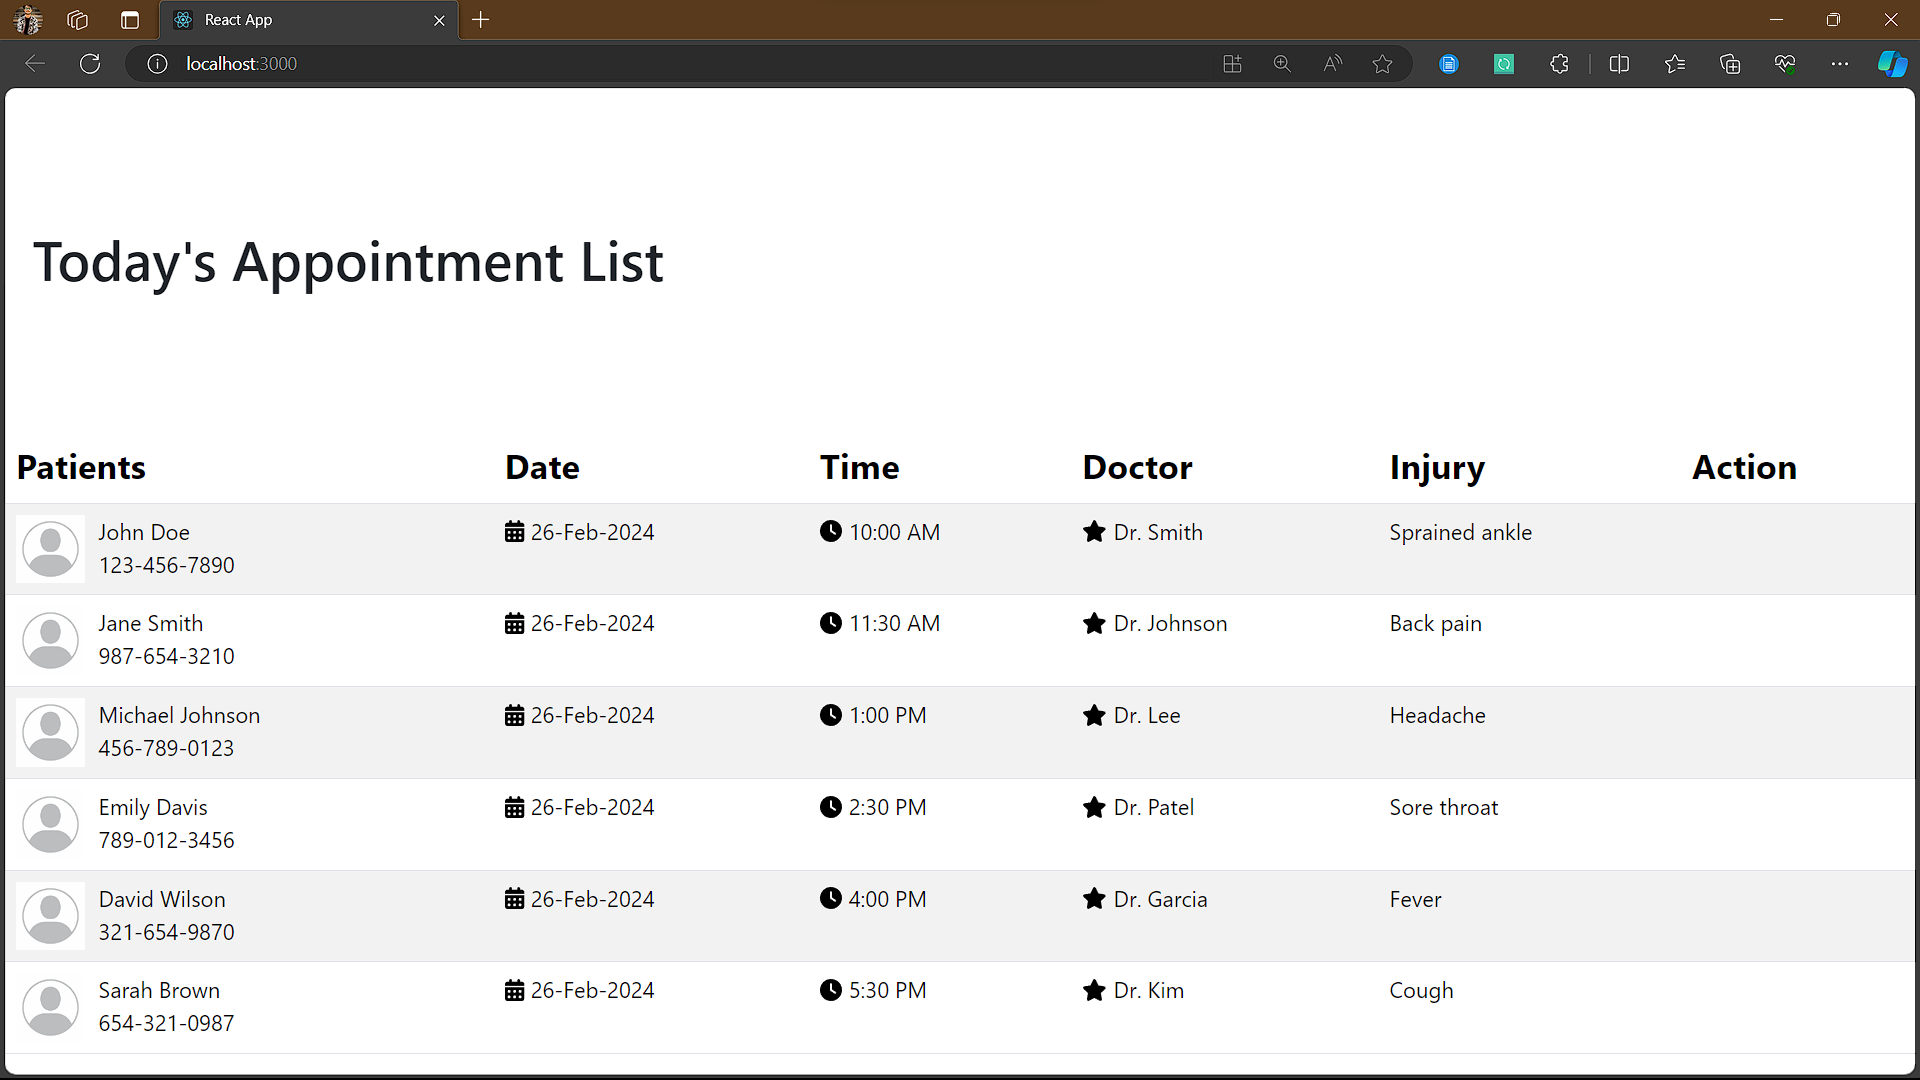 React App
localhost:3000
Today's Appointment List
Patients Date Time Doctor Injury Action
John Doe 26-Feb-2024 10:00 AM Dr. Smith Sprained ankle
123-456-7890
Jane Smith 26-Feb-2024 11:30 AM Dr. Johnson Back pain
987-654-3210
Michael Johnson 26-Feb-2024 1:00 PM Dr. Lee Headache
456-789-0123
Emily Davis 26-Feb-2024 2:30 PM Dr. Patel Sore throat
789-012-3456
David Wilson 26-Feb-2024 4:00 PM Dr. Garcia Fever
321-654-9870
Sarah Brown 26-Feb-2024 5:30 PM Dr. Kim Cough
654-321-0987